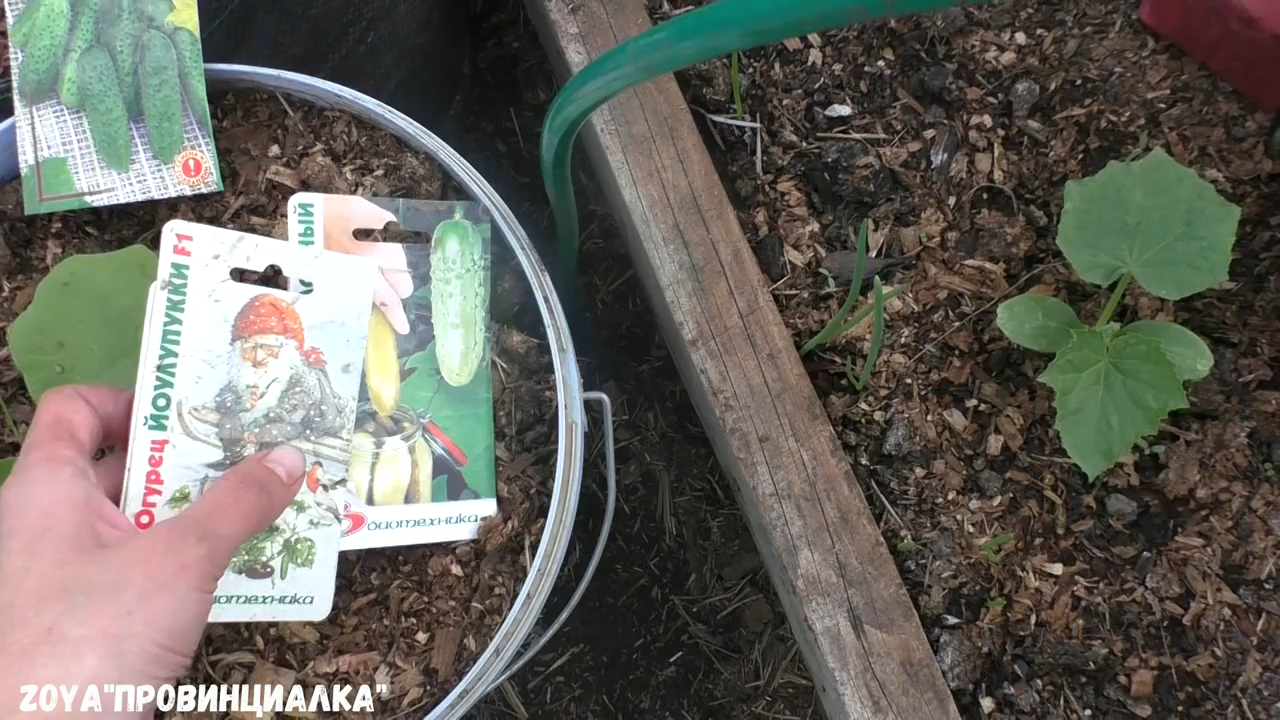 Огурец ЙОУЛУПУККИ F1
НЫЙ
биотехника
биотехника
ZOYA"ПРОВИНЦИАЛКА"